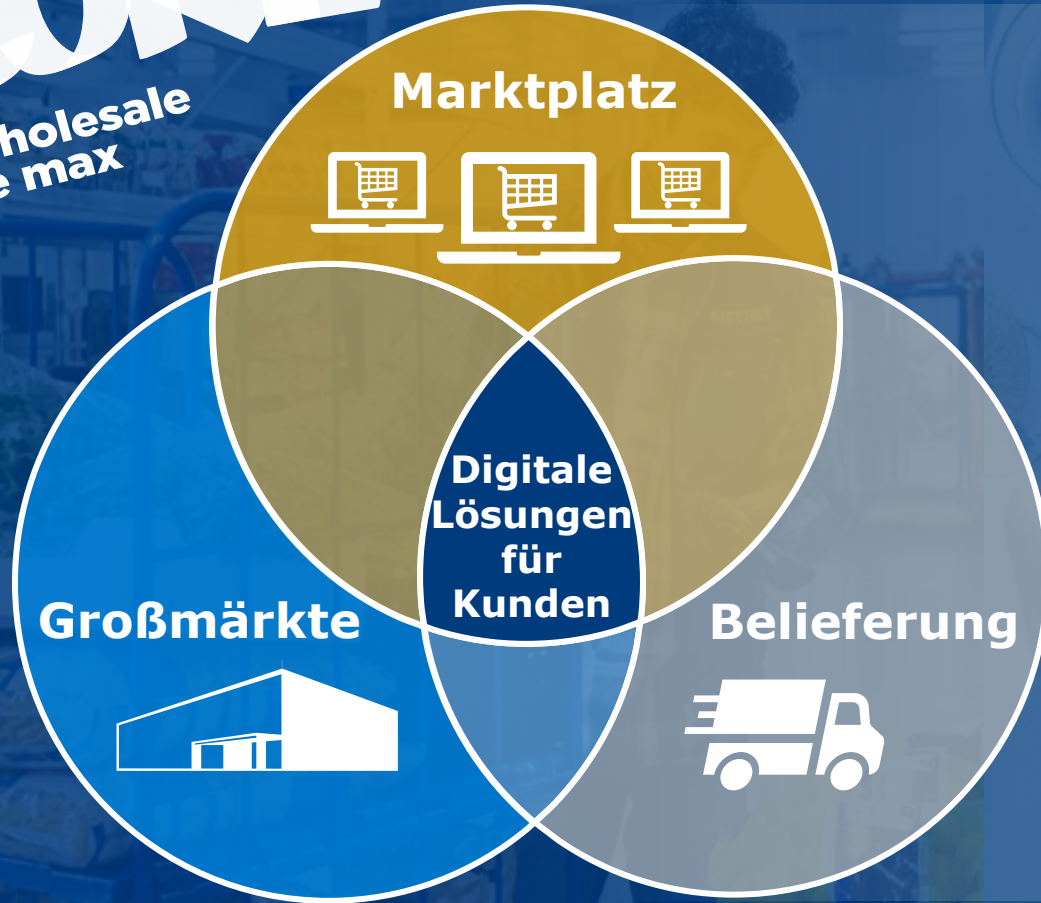 holesale
e max
Marktplatz
Digitale
Lösungen
für
Kunden
Großmärkte
Belieferung